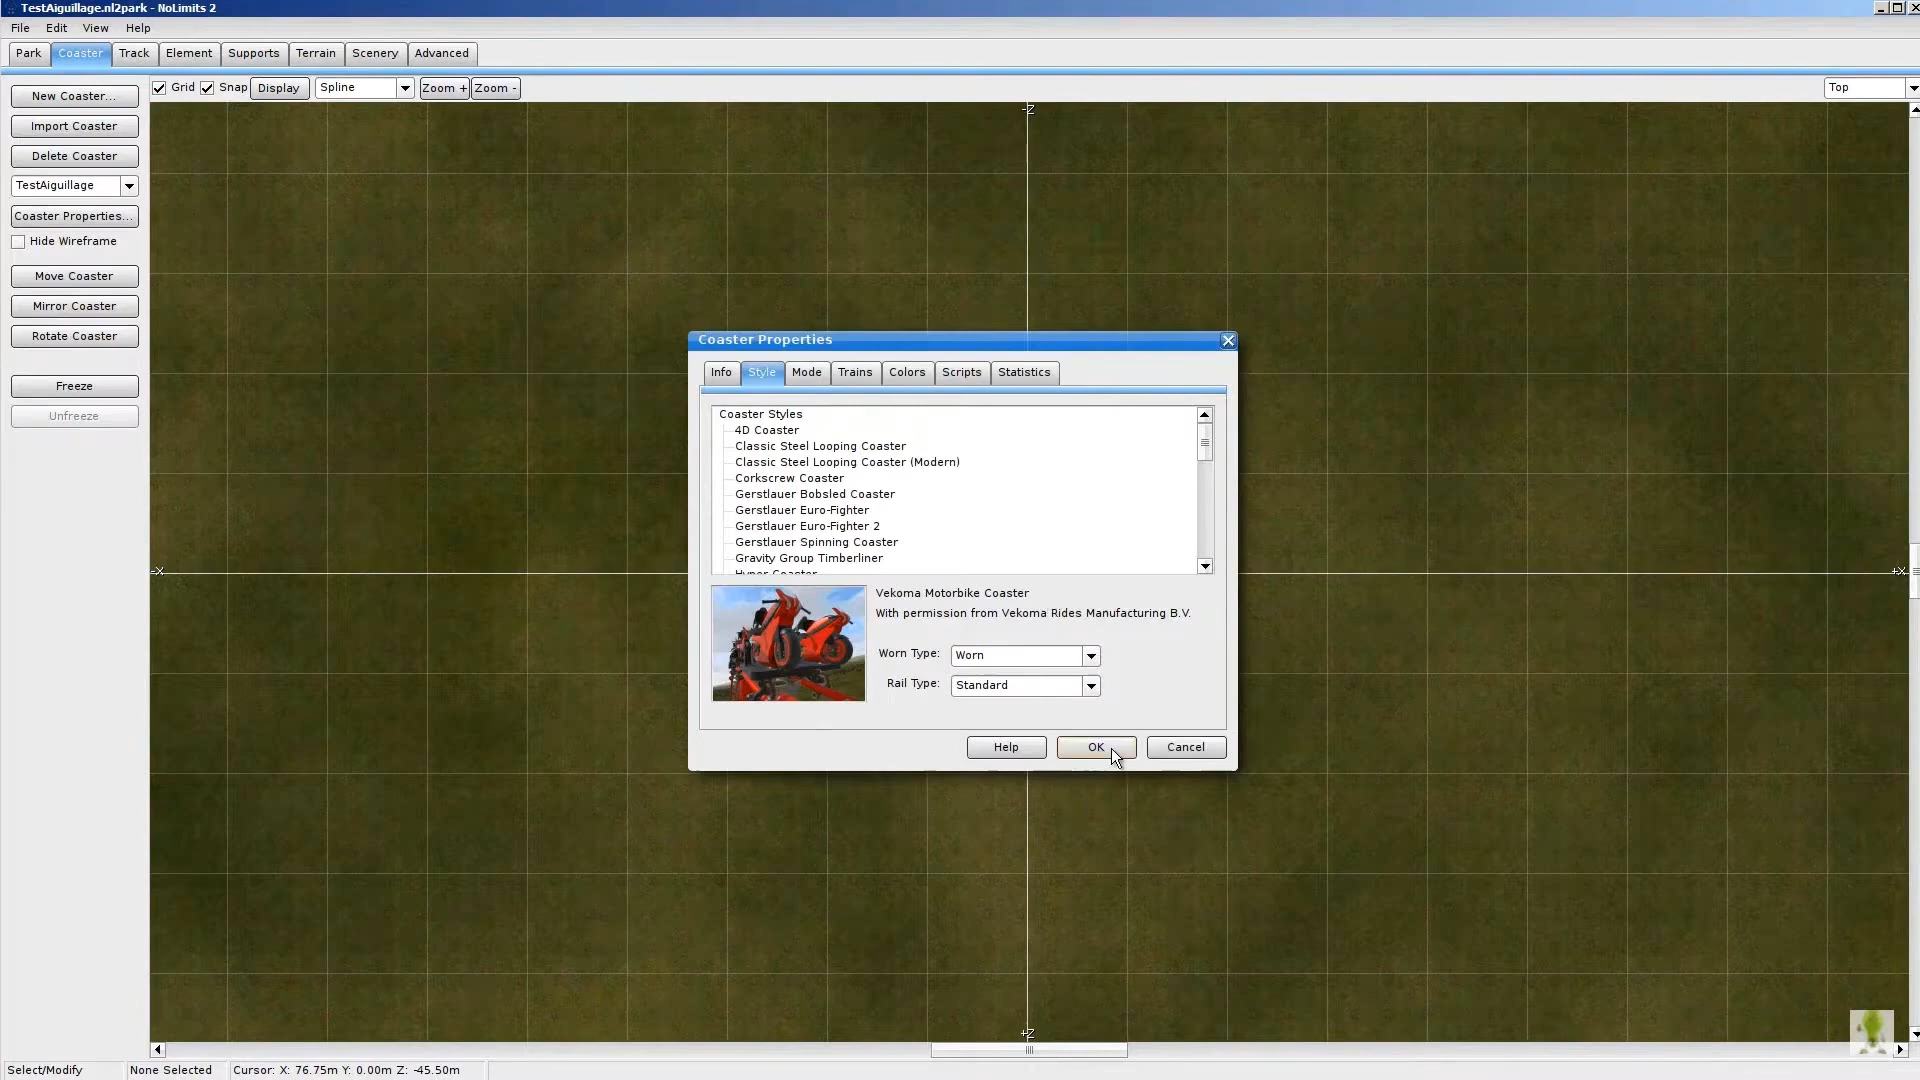 TestAiguillage.nl2park - NoLimits 2
File Edit View Help
Park Coaster Track Element Supports Terrain Scenery Advanced
Grid Snap Display Spline Zoom + Zoom - Top
New Coaster...
Import Coaster
Delete Coaster
TestAiguillage
Coaster Properties...
Hide Wireframe
Move Coaster
Mirror Coaster
Rotate Coaster
Freeze
Unfreeze
-Z
-X
+X
+Z
Coaster Properties
Info Style Mode Trains Colors Scripts Statistics
Coaster Styles
4D Coaster
Classic Steel Looping Coaster
Classic Steel Looping Coaster (Modern)
Corkscrew Coaster
Gerstlauer Bobsled Coaster
Gerstlauer Euro-Fighter
Gerstlauer Euro-Fighter 2
Gerstlauer Spinning Coaster
Gravity Group Timberliner
Hyper Coaster
Vekoma Motorbike Coaster
With permission from Vekoma Rides Manufacturing B.V.
Worn Type: Worn
Rail Type: Standard
Help OK Cancel
Select/Modify None Selected Cursor: X: 76.75m Y: 0.00m Z: -45.50m